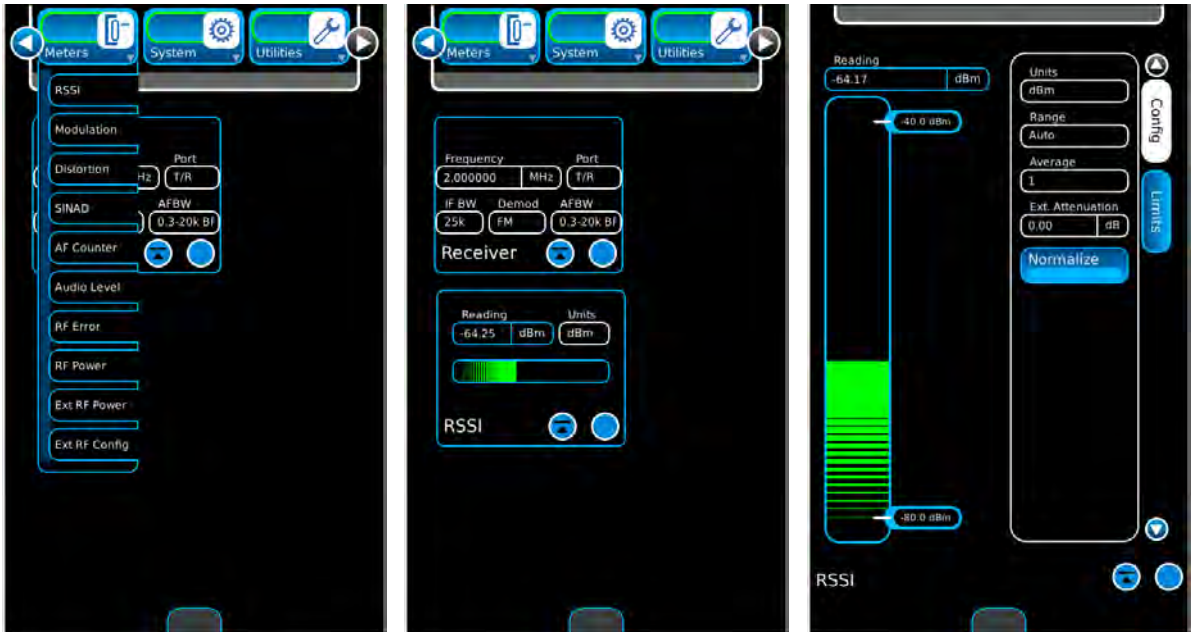 Meters System Utilities
RSSI
Modulation
Distortion
SINAD
AF Counter
Audio Level
RF Error
RF Power
Ext RF Power
Ext RF Config
Port
Hz T/R
AFBW
0.3-20k BP
Meters System Utilities
Frequency Port
2.000000 MHz T/R
IF BW Demod AFBW
25k FM 0.3-20k BP
Receiver
Reading Units
-64.25 dBm dBm
RSSI
Reading
-64.17 dBm
-40.0 dBm
-80.0 dBm
RSSI
Units
dBm
Range
Auto
Average
1
Ext. Attenuation
0.00 dB
Normalize
Config
Limits